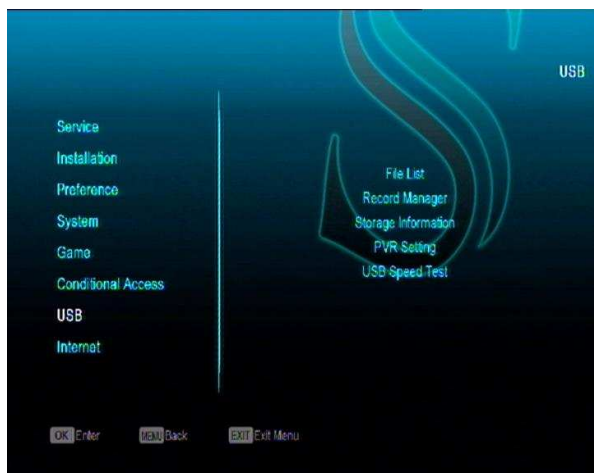 USB
Service
Installation
Preference
System
Game
Conditional Access
USB
Internet
File List
Record Manager
Storage Information
PVR Setting
USB Speed Test
OK Enter MENU Back EXIT Exit Menu